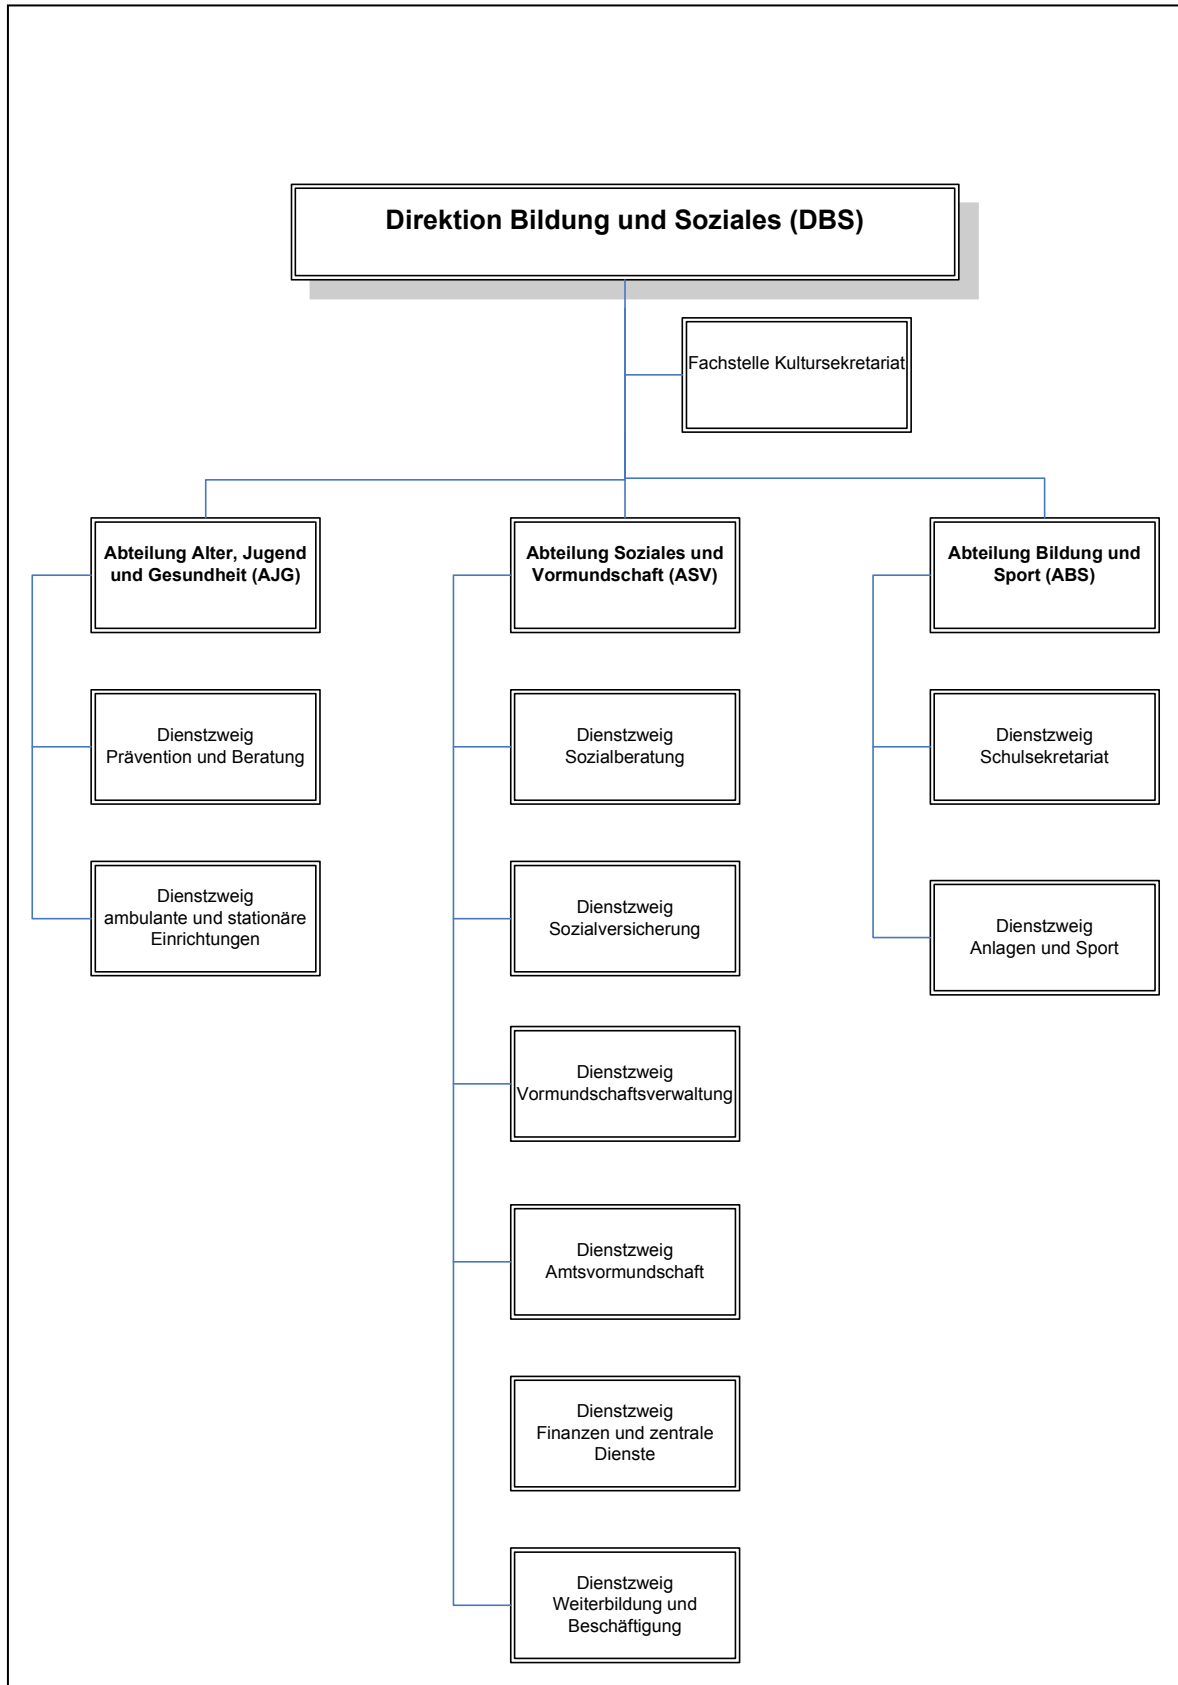 Direktion Bildung und Soziales (DBS)
Fachstelle Kultursekretariat
Abteilung Alter, Jugend
und Gesundheit (AJG)
Dienstzweig
Prävention und Beratung
Dienstzweig
ambulante und stationäre
Einrichtungen
Abteilung Soziales und
Vormundschaft (ASV)
Dienstzweig
Sozialberatung
Dienstzweig
Sozialversicherung
Dienstzweig
Vormundschaftsverwaltung
Dienstzweig
Amtsvormundschaft
Dienstzweig
Finanzen und zentrale
Dienste
Dienstzweig
Weiterbildung und
Beschäftigung
Abteilung Bildung und
Sport (ABS)
Dienstzweig
Schulsekretariat
Dienstzweig
Anlagen und Sport